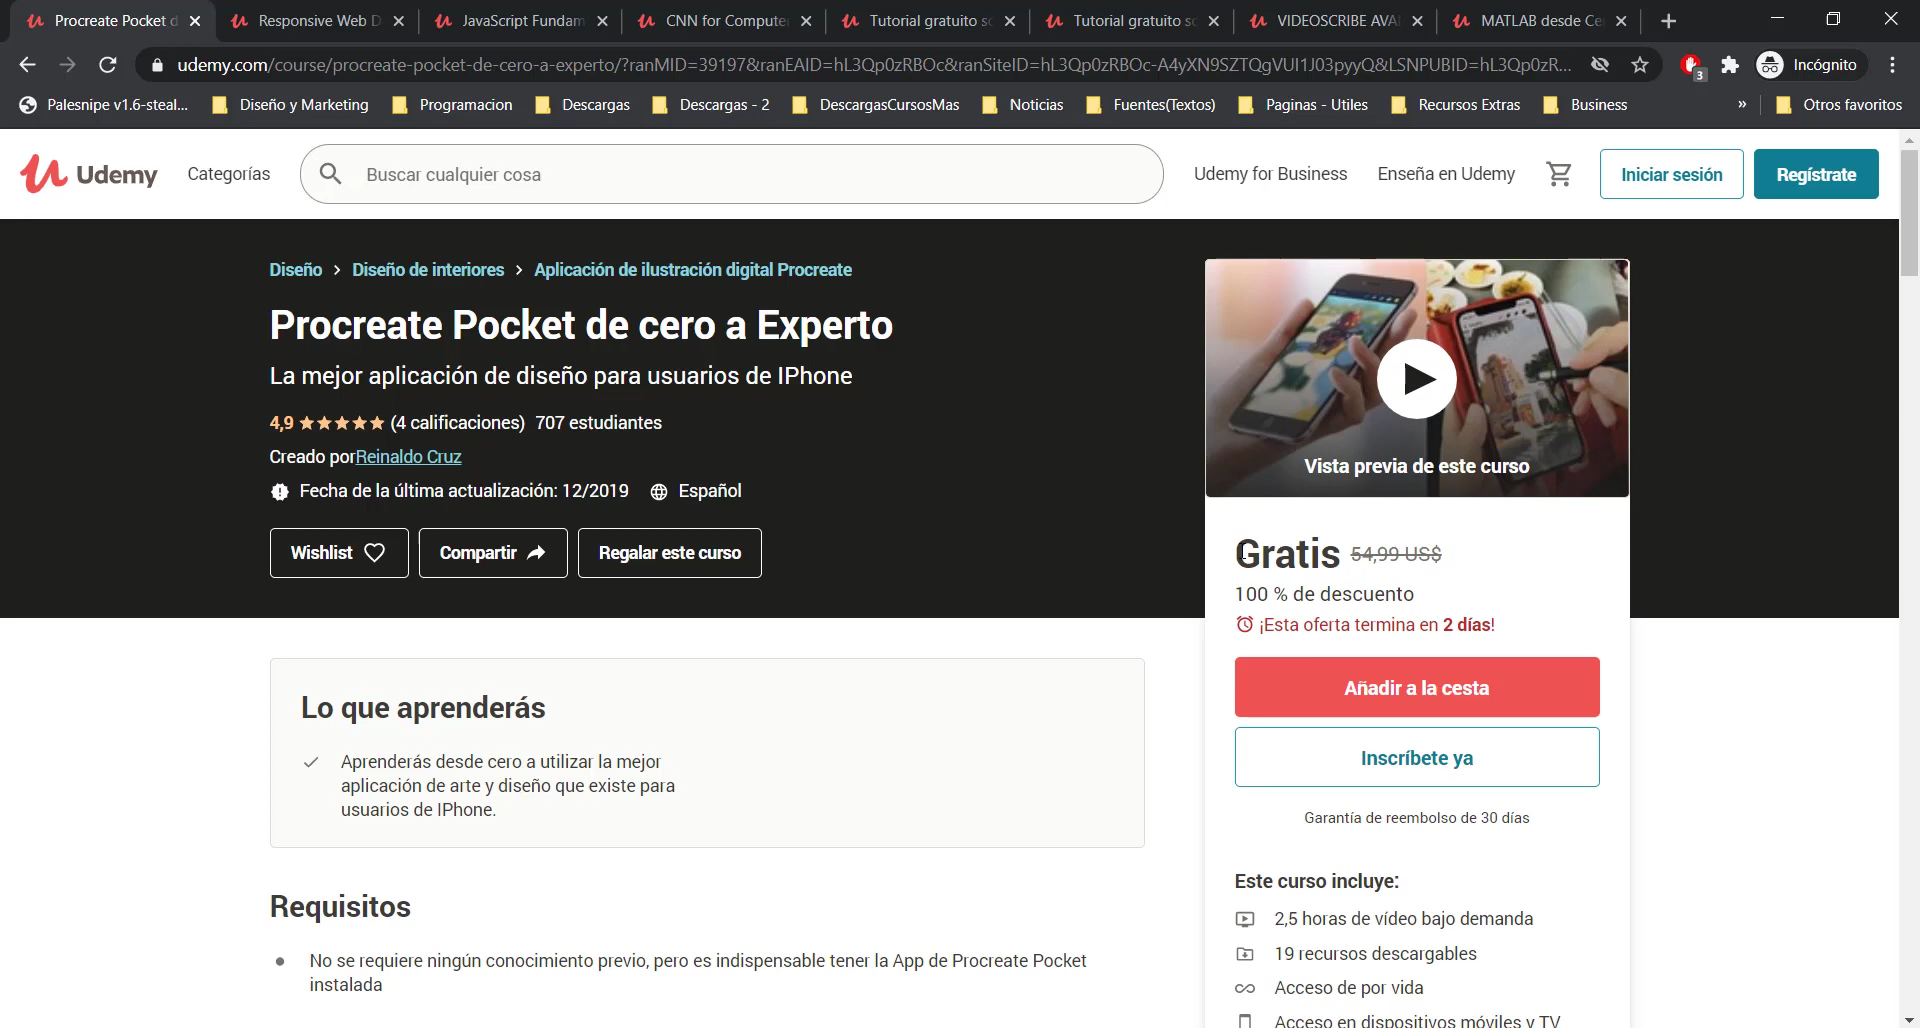 Procreate Pocket d
Responsive Web D
JavaScript Fundam
CNN for Compute
Tutorial gratuito so
Tutorial gratuito so
VIDEOSCRIBE AVA
MATLAB desde Ce
udemy.com/course/procreate-pocket-de-cero-a-experto/?ranMID=39197&ranEAID=hL3Qp0zRBOc&ranSiteID=hL3Qp0zRBOc-A4yXN9SZTQgVUI1J03pyyQ&LSNPUBID=hL3Qp0zR...
3
Incógnito
Palesnipe v1.6-steal...
Diseño y Marketing
Programacion
Descargas
Descargas - 2
DescargasCursosMas
Noticias
Fuentes(Textos)
Paginas - Utiles
Recursos Extras
Business
»
Otros favoritos
Udemy
Categorías
Buscar cualquier cosa
Udemy for Business
Enseña en Udemy
Iniciar sesión
Regístrate
Diseño > Diseño de interiores > Aplicación de ilustración digital Procreate
Procreate Pocket de cero a Experto
La mejor aplicación de diseño para usuarios de IPhone
4,9 (4 calificaciones) 707 estudiantes
Creado porReinaldo Cruz
Fecha de la última actualización: 12/2019 Español
Wishlist
Compartir
Regalar este curso
Vista previa de este curso
Gratis 54,99 US$
100 % de descuento
¡Esta oferta termina en 2 días!
Añadir a la cesta
Inscríbete ya
Garantía de reembolso de 30 días
Este curso incluye:
2,5 horas de vídeo bajo demanda
19 recursos descargables
Acceso de por vida
Acceso en dispositivos móviles y TV
Lo que aprenderás
Aprenderás desde cero a utilizar la mejor
aplicación de arte y diseño que existe para
usuarios de IPhone.
Requisitos
No se requiere ningún conocimiento previo, pero es indispensable tener la App de Procreate Pocket
instalada